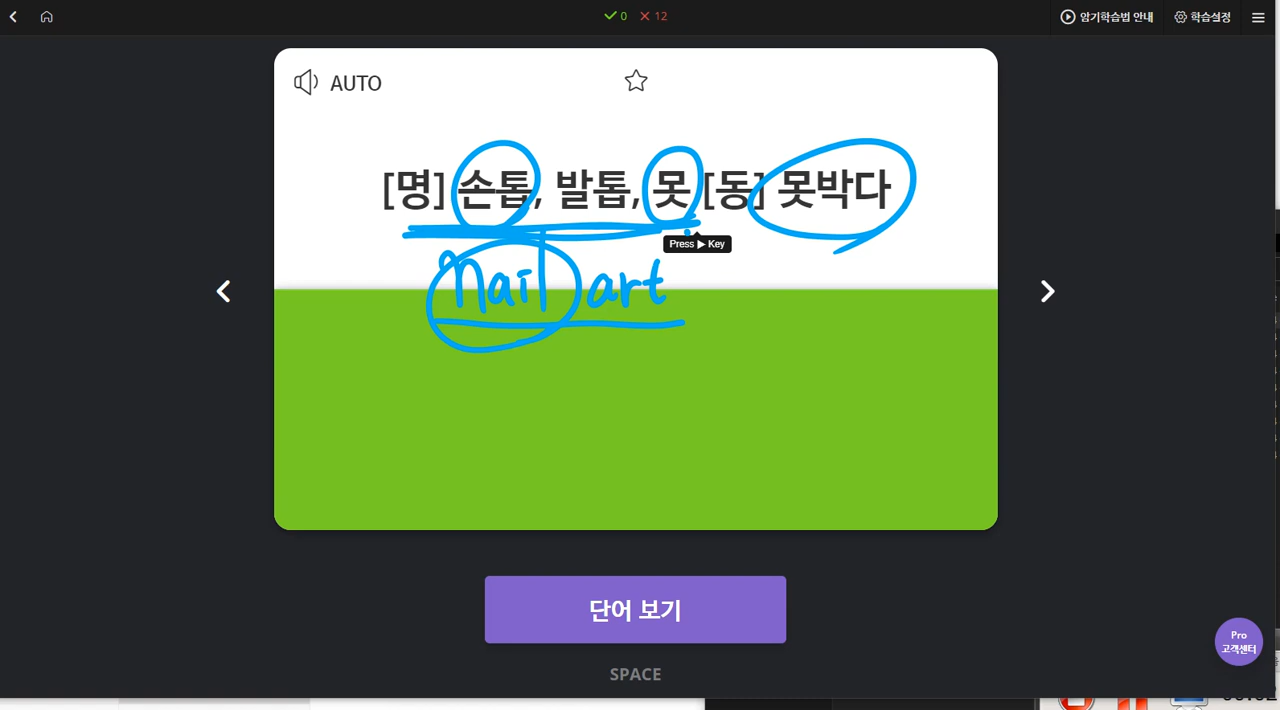 0 12 암기학습법 안내 학습설정
AUTO
[명] 손톱, 발톱, 못 [동] 못박다
Press ▶ Key
nail art
단어 보기
SPACE
Pro
고객센터